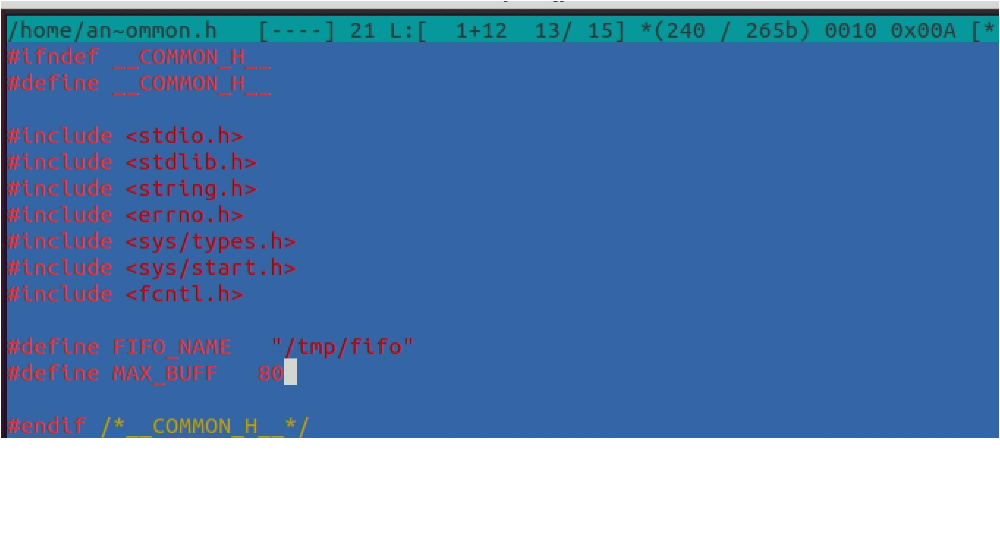 /home/an~ommon.h   [----] 21 L:[  1+12  13/ 15] *(240 / 265b) 0010 0x00A [*
#ifndef __COMMON_H__
#define __COMMON_H__
#include <stdio.h>
#include <stdlib.h>
#include <string.h>
#include <errno.h>
#include <sys/types.h>
#include <sys/start.h>
#include <fcntl.h>
#define FIFO_NAME   "/tmp/fifo"
#define MAX_BUFF   80
#endif /*__COMMON_H__*/